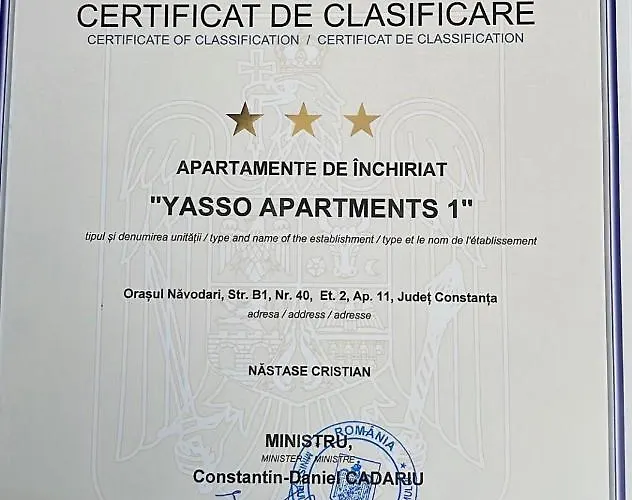 CERTIFICAT DE CLASIFICARE
CERTIFICATE OF CLASSIFICATION / CERTIFICAT DE CLASSIFICATION
APARTAMENTE DE ÎNCHIRIAT
"YASSO APARTMENTS 1"
tipul și denumirea unității / type and name of the establishment / type et le nom de l'établissement
Orașul Năvodari, Str. B1, Nr. 40, Et. 2, Ap. 11, Județ Constanța
adresa / address / adresse
NĂSTASE CRISTIAN
MINISTRU,
MINISTER / MINISTRE
Constantin-Daniel CADARIU
ROMÂNIA